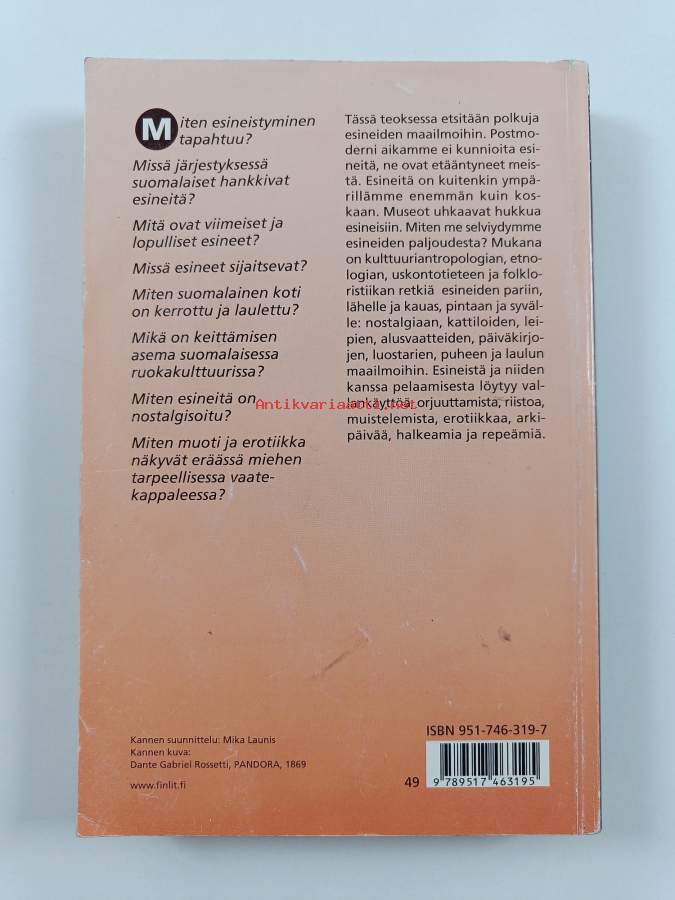 Miten esineistyminen
tapahtuu?
Missä järjestyksessä
suomalaiset hankkivat
esineitä?
Mitä ovat viimeiset ja
lopulliset esineet?
Missä esineet sijaitsevat?
Miten suomalainen koti
on kerrottu ja laulettu?
Mikä on keittämisen
asema suomalaisessa
ruokakulttuurissa?
Miten esineitä on
nostalgisoitu?
Miten muoti ja erotiikka
näkyvät eräässä miehen
tarpeellisessa vaate-
kappaleessa?
Tässä teoksessa etsitään polkuja
esineiden maailmoihin. Postmo-
derni aikamme ei kunnioita esi-
neitä, ne ovat etääntyneet meis-
tä. Esineitä on kuitenkin ympä-
rillämme enemmän kuin kos-
kaan. Museot uhkaavat hukkua
esineisiin. Miten me selviydymme
esineiden paljoudesta? Mukana
on kulttuuriantropologian, etno-
logian, uskontotieteen ja folklo-
ristiikan retkiä esineiden pariin,
lähelle ja kauas, pintaan ja syväl-
le: nostalgiaan, kattiloiden, lei-
pien, alusvaatteiden, päiväkirjo-
jen, luostarien, puheen ja laulun
maailmoihin. Esineistä ja niiden
kanssa pelaamisesta löytyy val-
lankäyttöä, orjuuttamista, riistoa,
muistelemista, erotiikkaa, arki-
päivää, halkeamia ja repeämiä.
Antikvariaatti.net
Kannen suunnittelu: Mika Launis
Kannen kuva:
Dante Gabriel Rossetti, PANDORA, 1869
www.finlit.fi
ISBN 951-746-319-7
49
9 789517 463195